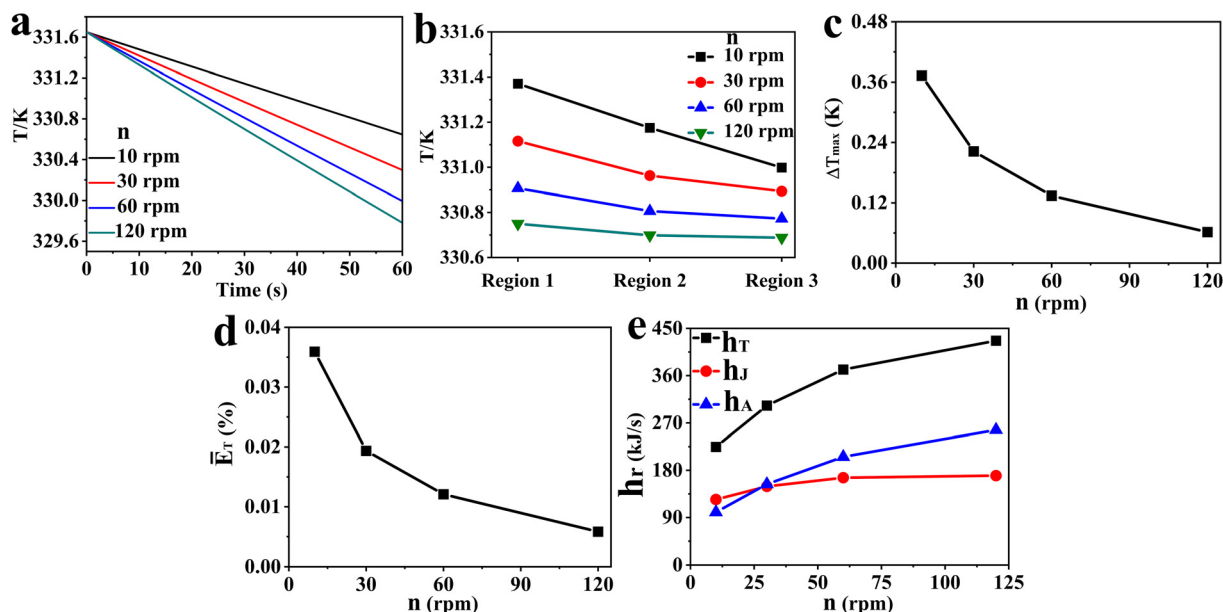 a
331.6
331.2
330.8
330.4
330.0
329.6
T/K
n
10 rpm
30 rpm
60 rpm
120 rpm
0 10 20 30 40 50 60
Time (s)
b
331.6
331.4
331.2
331.0
330.8
330.6
T/K
n
10 rpm
30 rpm
60 rpm
120 rpm
Region 1 Region 2 Region 3
c
0.48
0.36
0.24
0.12
0.00
ΔTmax (K)
0 30 60 90 120
n (rpm)
d
0.04
0.03
0.02
0.01
0.00
E̅T (%)
0 30 60 90 120
n (rpm)
e
450
360
270
180
90
0
hr (kJ/s)
hT
hJ
hA
0 25 50 75 100 125
n (rpm)